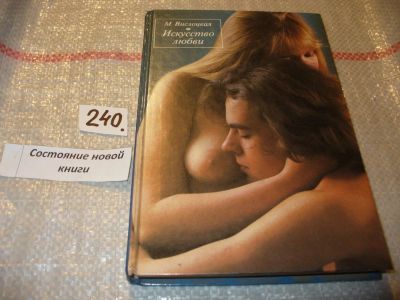 М. Вислоцкая
Искусство
любви
240.
Состояние новой
книги